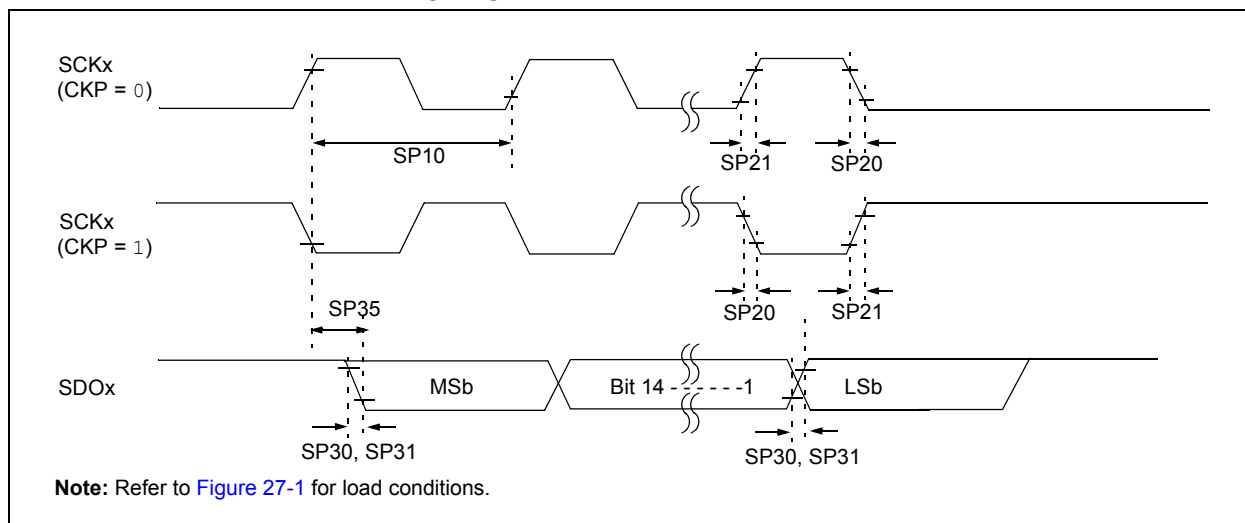 SCKx
(CKP = 0)
SP10
SP21
SP20
SCKx
(CKP = 1)
SP35
SP20
SP21
SDOx
MSb
Bit 14 - - - - - -1
LSb
SP30, SP31
SP30, SP31
Note: Refer to Figure 27-1 for load conditions.